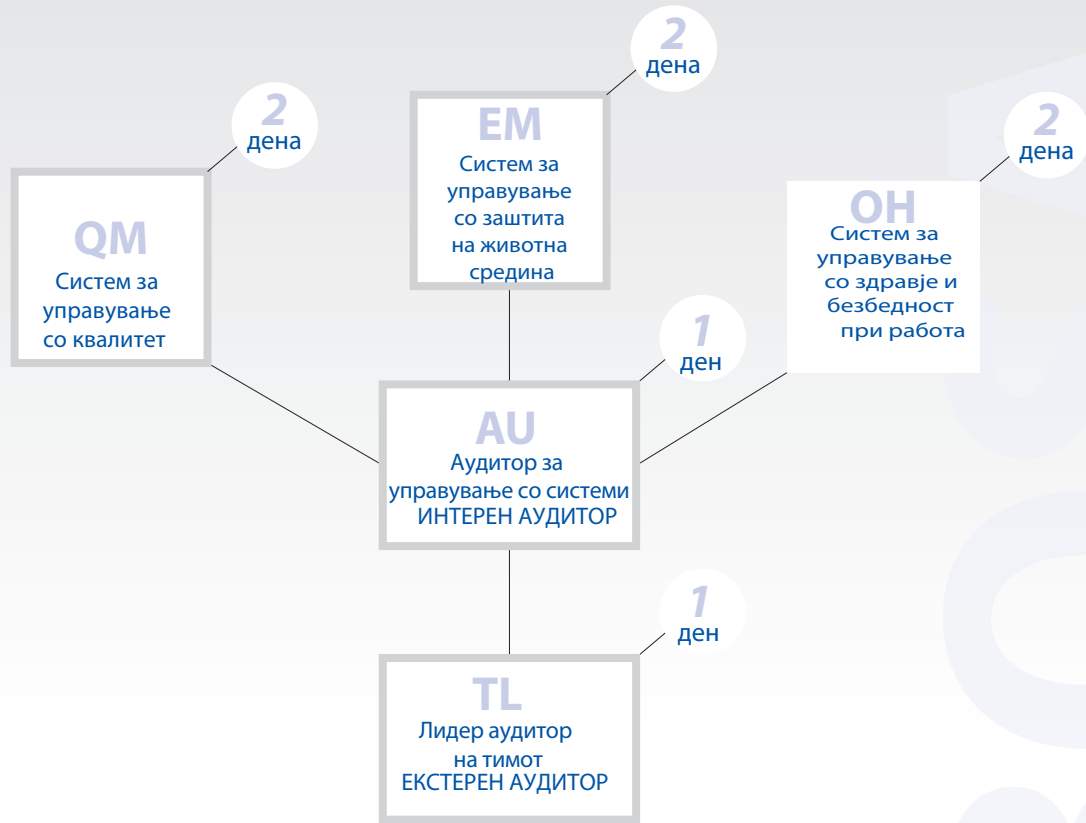 2
дена
QM
Систем за
управување
со квалитет
2
дена
EM
Систем за
управување
со заштита
на животна
средина
2
дена
OH
Систем за
управување
со здравје и
безбедност
при работа
1
ден
AU
Аудитор за
управување со системи
ИНТЕРЕН АУДИТОР
1
ден
TL
Лидер аудитор
на тимот
ЕКСТЕРЕН АУДИТОР